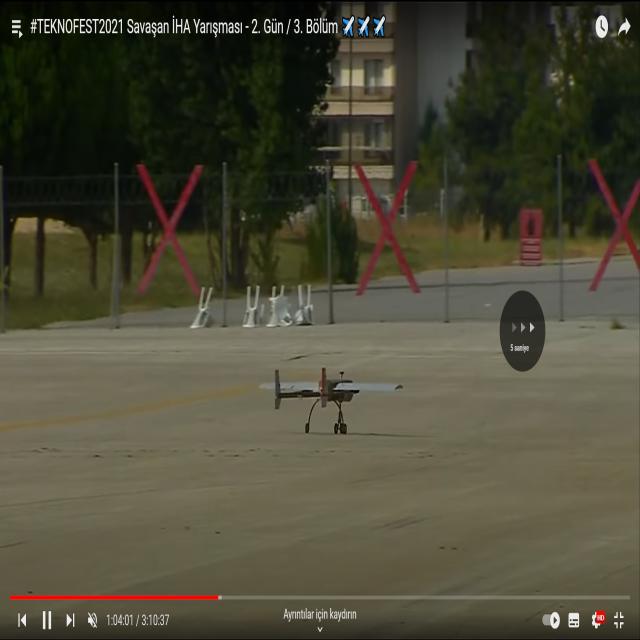 #TEKNOFEST2021 Savaşan İHA Yarışması - 2. Gün / 3. Bölüm ✈️✈️✈️
5 saniye
1:04:01 / 3:10:37
Ayrıntılar için kaydırın
HD